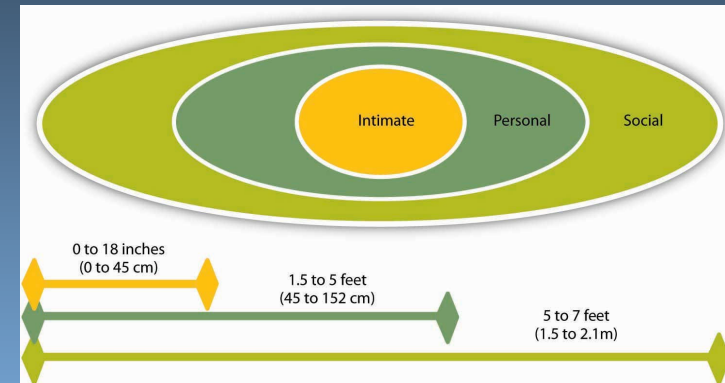 Intimate
Personal
Social
0 to 18 inches
(0 to 45 cm)
1.5 to 5 feet
(45 to 152 cm)
5 to 7 feet
(1.5 to 2.1m)